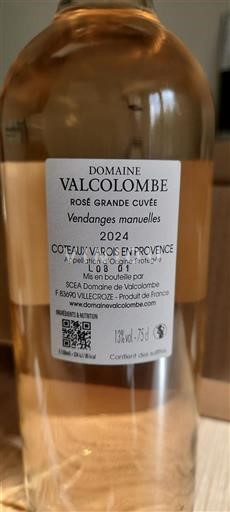 DOMAINE
VALCOLOMBE
ROSÉ GRANDE CUVÉE
Vendanges manuelles
2024
COTEAUX VAROIS EN PROVENCE
Appellation d'Origine Protégée
L08 01
Mis en bouteille par
SCEA Domaine de Valcolombe
F 83690 VILLECROZE - Produit de France
www.domainevalcolombe.com
INGRÉDIENTS & NUTRITION
13% vol. - 75 cl
Contient des sulfites